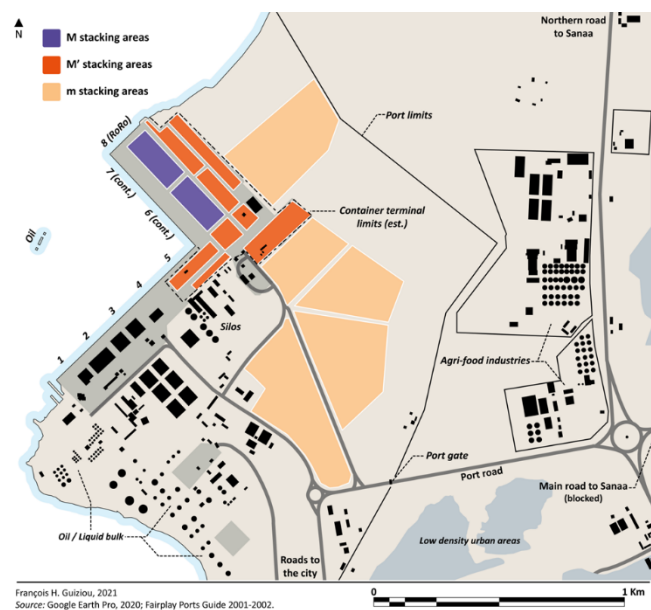 N
M stacking areas
M' stacking areas
m stacking areas
Northern road
to Sanaa
Port limits
8 (RoRo)
7 (cont.)
6 (cont.)
5
4
3
2
1
Oil
Container terminal
limits (est.)
Silos
Agri-food industries
Port gate
Port road
Main road to Sanaa
(blocked)
Oil / Liquid bulk
Roads to
the city
Low density urban areas
François H. Guiziou, 2021
Source: Google Earth Pro, 2020; Fairplay Ports Guide 2001-2002.
0
1 Km